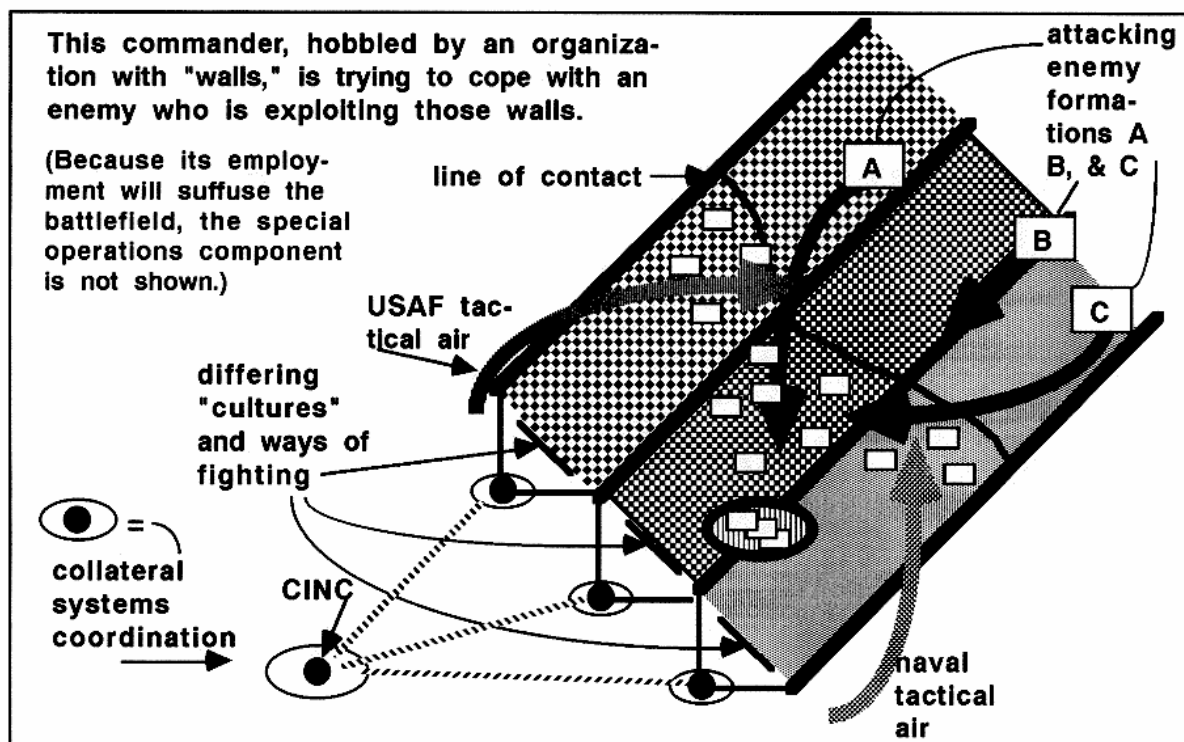 This commander, hobbled by an organiza-
tion with "walls," is trying to cope with an
enemy who is exploiting those walls.
(Because its employ-
ment will suffuse the
battlefield, the special
operations component
is not shown.)
attacking
enemy
forma-
tions A
B, & C
line of contact
A
B
C
USAF tac-
tical air
differing
"cultures"
and ways of
fighting
=
collateral
systems
coordination
CINC
naval
tactical
air